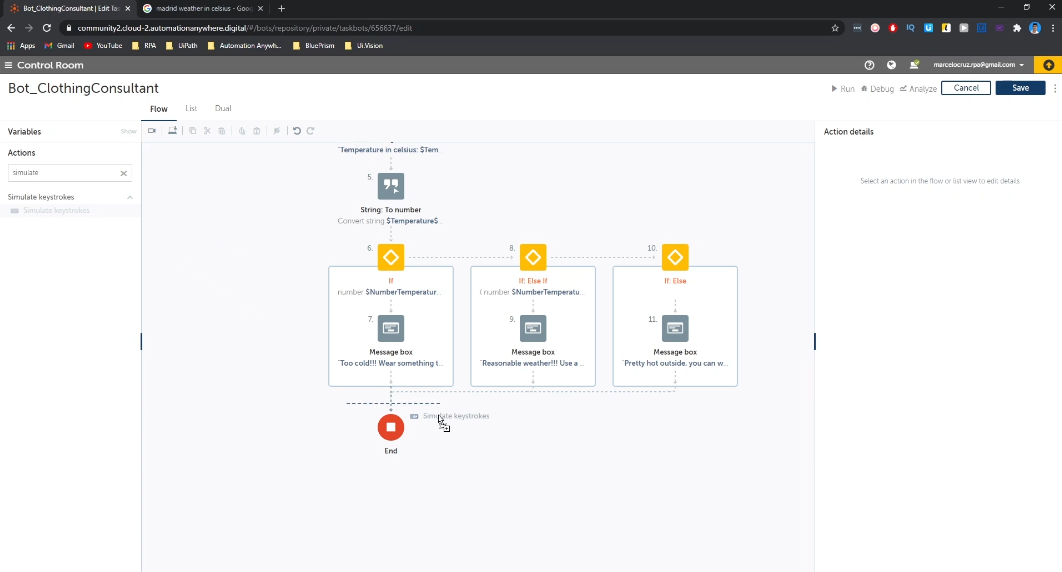 Bot_ClothingConsultant | Edit Tas
madrid weather in celsius - Goog
community2.cloud-2.automationanywhere.digital/#/bots/repository/private/taskbots/656637/edit
Apps Gmail YouTube RPA UiPath Automation Anywh... BluePrism Ui.Vision
Control Room
marcelocruz.rpa@gmail.com
Bot_ClothingConsultant
Run Debug Analyze Cancel Save
Flow List Dual
Variables Show
Action details
Actions
simulate
Simulate keystrokes
Simulate keystrokes
Select an action in the flow or list view to edit details
"Temperature in celsius: $Tem
5.
String: To number
Convert string $Temperature$...
6. 8. 10.
If If: Else If If: Else
number $NumberTemperatur... ( number $NumberTemperatu...
7. 9. 11.
Message box Message box Message box
"Too cold!!! Wear something t... "Reasonable weather!!! Use a ... "Pretty hot outside, you can w...
Simulate keystrokes
End